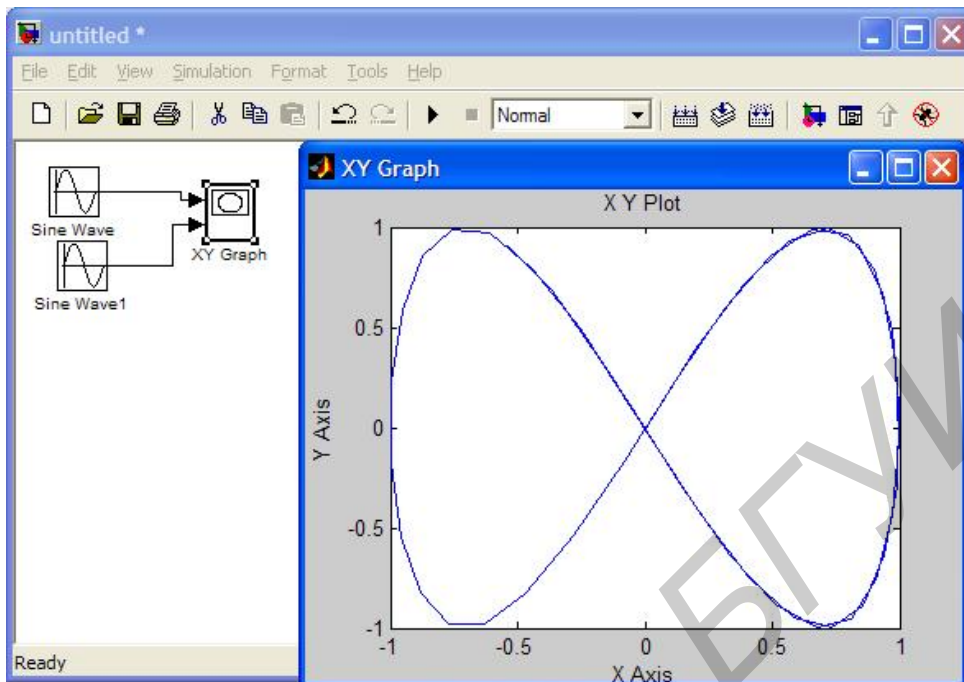 untitled *
File Edit View Simulation Format Tools Help
Normal
Sine Wave
XY Graph
Sine Wave1
Ready
XY Graph
X Y Plot
1
0.5
0
-0.5
-1
Y Axis
-1 -0.5 0 0.5 1
X Axis
БГУИ